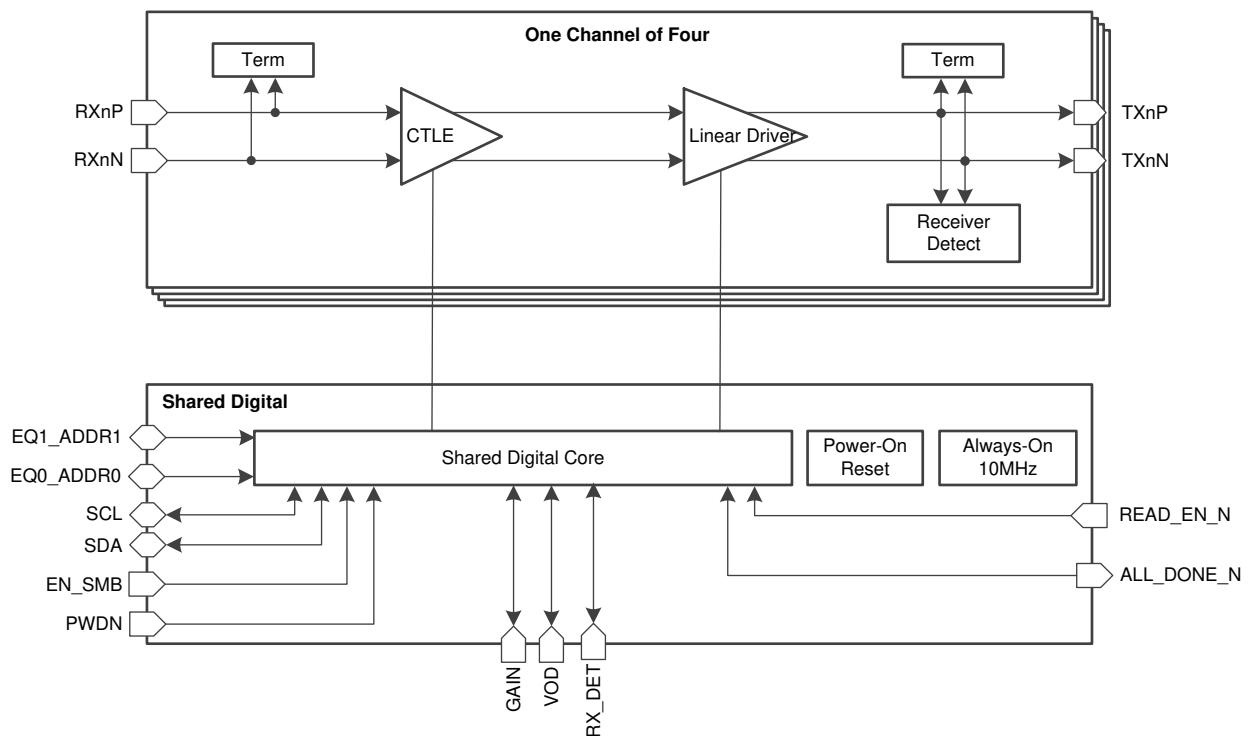 One Channel of Four
Term
Term
RXnP
TXnP
CTLE
Linear Driver
RXnN
TXnN
Receiver
Detect
Shared Digital
EQ1_ADDR1
Shared Digital Core
Power-On
Reset
Always-On
10MHz
EQ0_ADDR0
SCL
READ_EN_N
SDA
EN_SMB
ALL_DONE_N
PWDN
GAIN
VOD
RX_DET